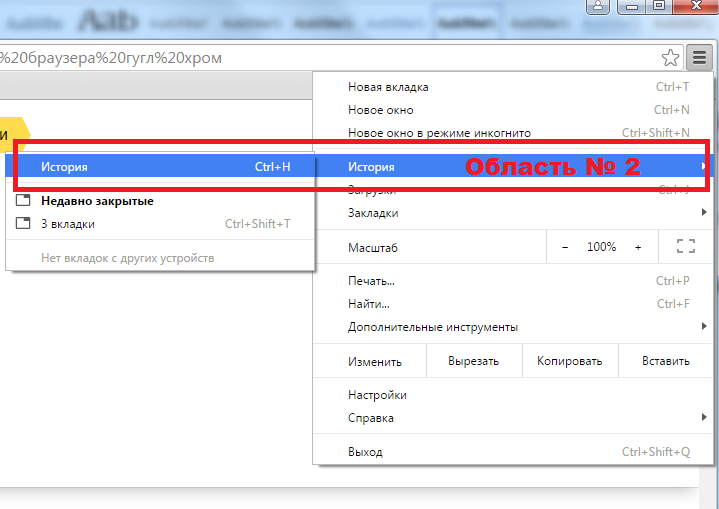 Aab
%20браузера%20гугл%20хром
и
Новая вкладка Ctrl+T
Новое окно Ctrl+N
Новое окно в режиме инкогнито Ctrl+Shift+N
История Область № 2
Загрузки
Закладки
Масштаб − 100% +
Печать... Ctrl+P
Найти... Ctrl+F
Дополнительные инструменты
Изменить Вырезать Копировать Вставить
Настройки
Справка
Выход Ctrl+Shift+Q
История Ctrl+H
Недавно закрытые
3 вкладки Ctrl+Shift+T
Нет вкладок с других устройств